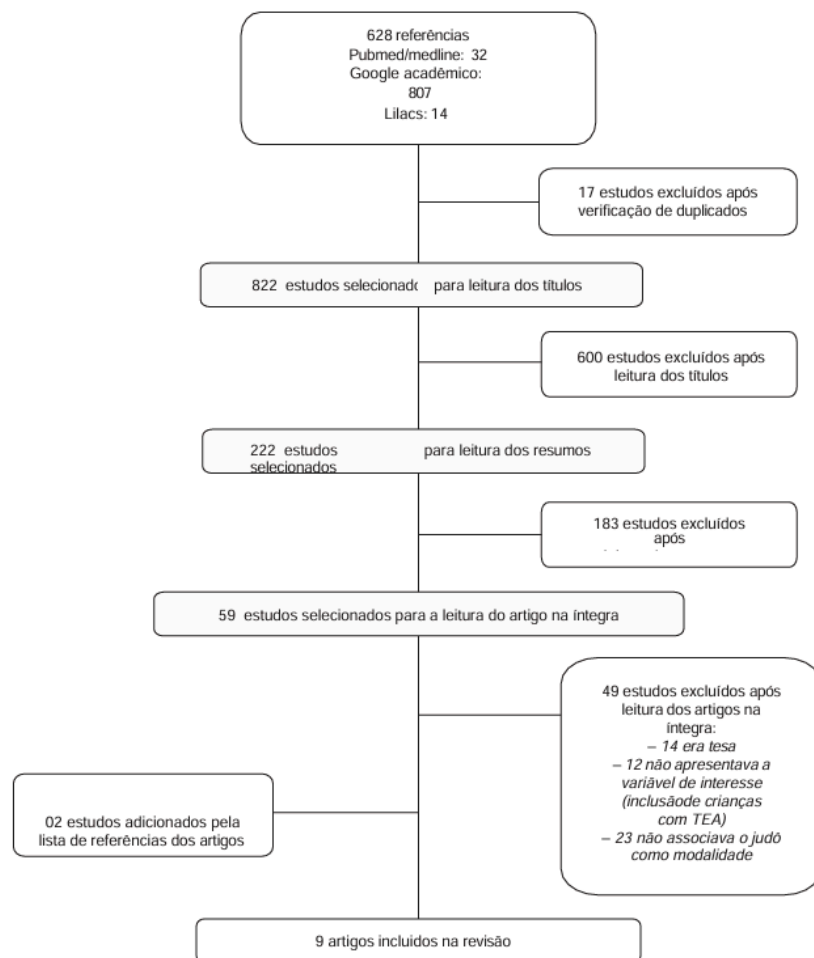 628 referências
Pubmed/medline: 32
Google acadêmico:
807
Lilacs: 14
17 estudos excluídos após
verificação de duplicados
822 estudos selecionad para leitura dos títulos
600 estudos excluídos após
leitura dos títulos
222 estudos para leitura dos resumos
selecionados
183 estudos excluídos
após
59 estudos selecionados para a leitura do artigo na íntegra
49 estudos excluídos após
leitura dos artigos na
íntegra:
– 14 era tesa
– 12 não apresentava a
variável de interesse
(inclusãode crianças
com TEA)
– 23 não associava o judô
como modalidade
02 estudos adicionados pela
lista de referências dos artigos
9 artigos incluidos na revisão